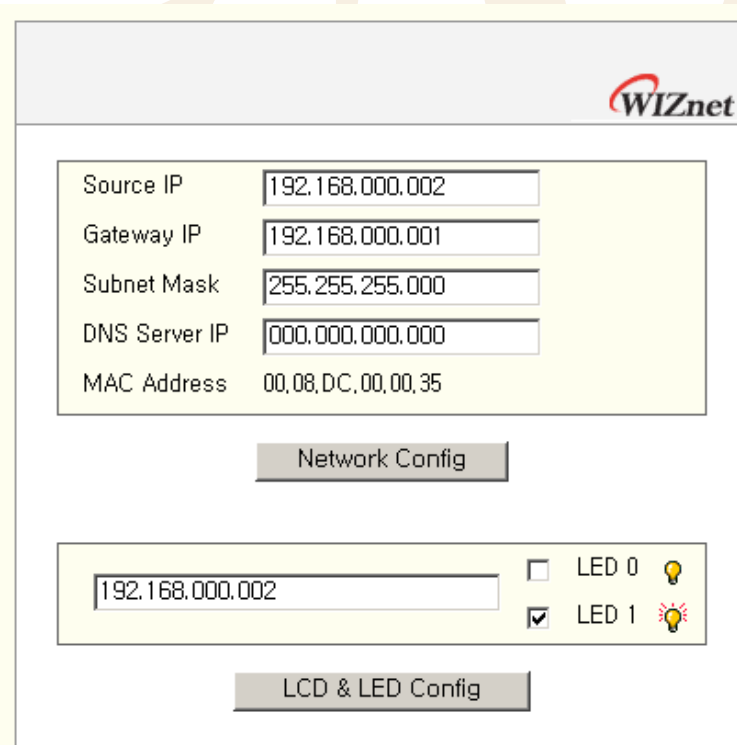 WIZnet
Source IP 192.168.000.002
Gateway IP 192.168.000.001
Subnet Mask 255.255.255.000
DNS Server IP 000.000.000.000
MAC Address 00.08.DC.00.00.35
Network Config
192.168.000.002
LED 0
LED 1
LCD & LED Config